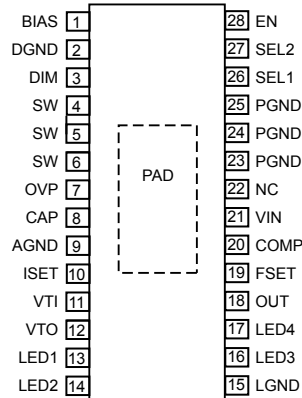 BIAS 1 28 EN
DGND 2 27 SEL2
DIM 3 26 SEL1
SW 4 25 PGND
SW 5 24 PGND
SW 6 23 PGND
PAD
OVP 7 22 NC
CAP 8 21 VIN
AGND 9 20 COMP
ISET 10 19 FSET
VTI 11 18 OUT
VTO 12 17 LED4
LED1 13 16 LED3
LED2 14 15 LGND